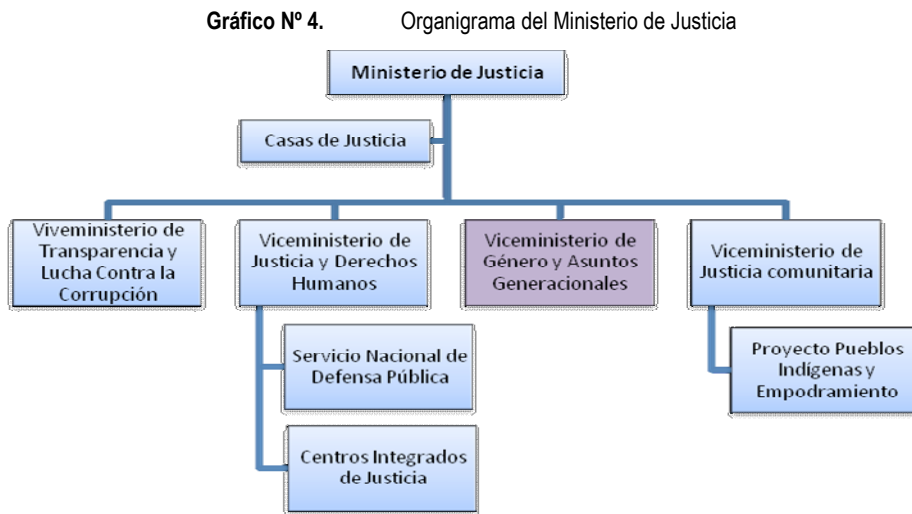 Gráfico Nº 4. Organigrama del Ministerio de Justicia
Ministerio de Justicia
Casas de Justicia
Viveministerio de
Transparencia y
Lucha Contra la
Corrupción
Viceministerio de
Justicia y Derechos
Humanos
Viceministerio de
Género y Asuntos
Generacionales
Viceministerio de
Justicia comunitaria
Servicio Nacional de
Defensa Pública
Centros Integrados
de Justicia
Proyecto Pueblos
Indígenas y
Empodramiento